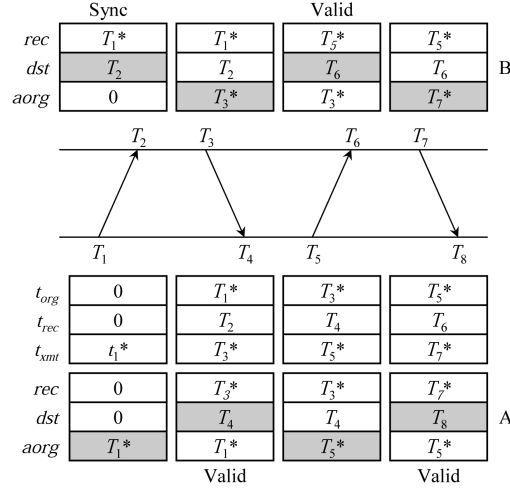 Sync Valid
rec T1* T1* T5* T5*
dst T2 T2 T6 T6 B
aorg 0 T3* T3* T7*
T2 T3 T6 T7
T1 T4 T5 T8
torg 0 T1* T3* T5*
trec 0 T2 T4 T6
txmt t1* T3* T5* T7*
rec 0 T3* T3* T7*
dst 0 T4 T4 T8 A
aorg T1* T1* T5* T5*
Valid Valid